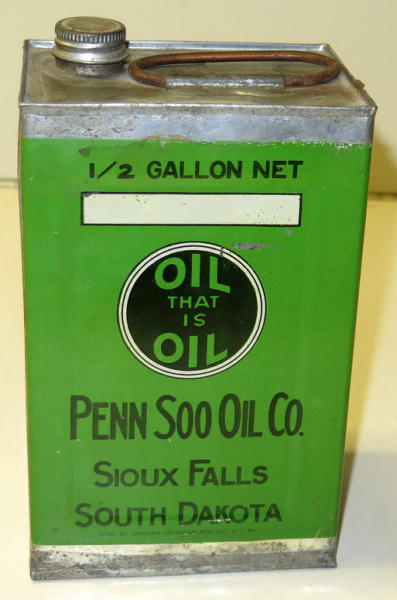 1/2 GALLON NET
OIL
THAT
IS
OIL
PENN SOO OIL CO.
SIOUX FALLS
SOUTH DAKOTA